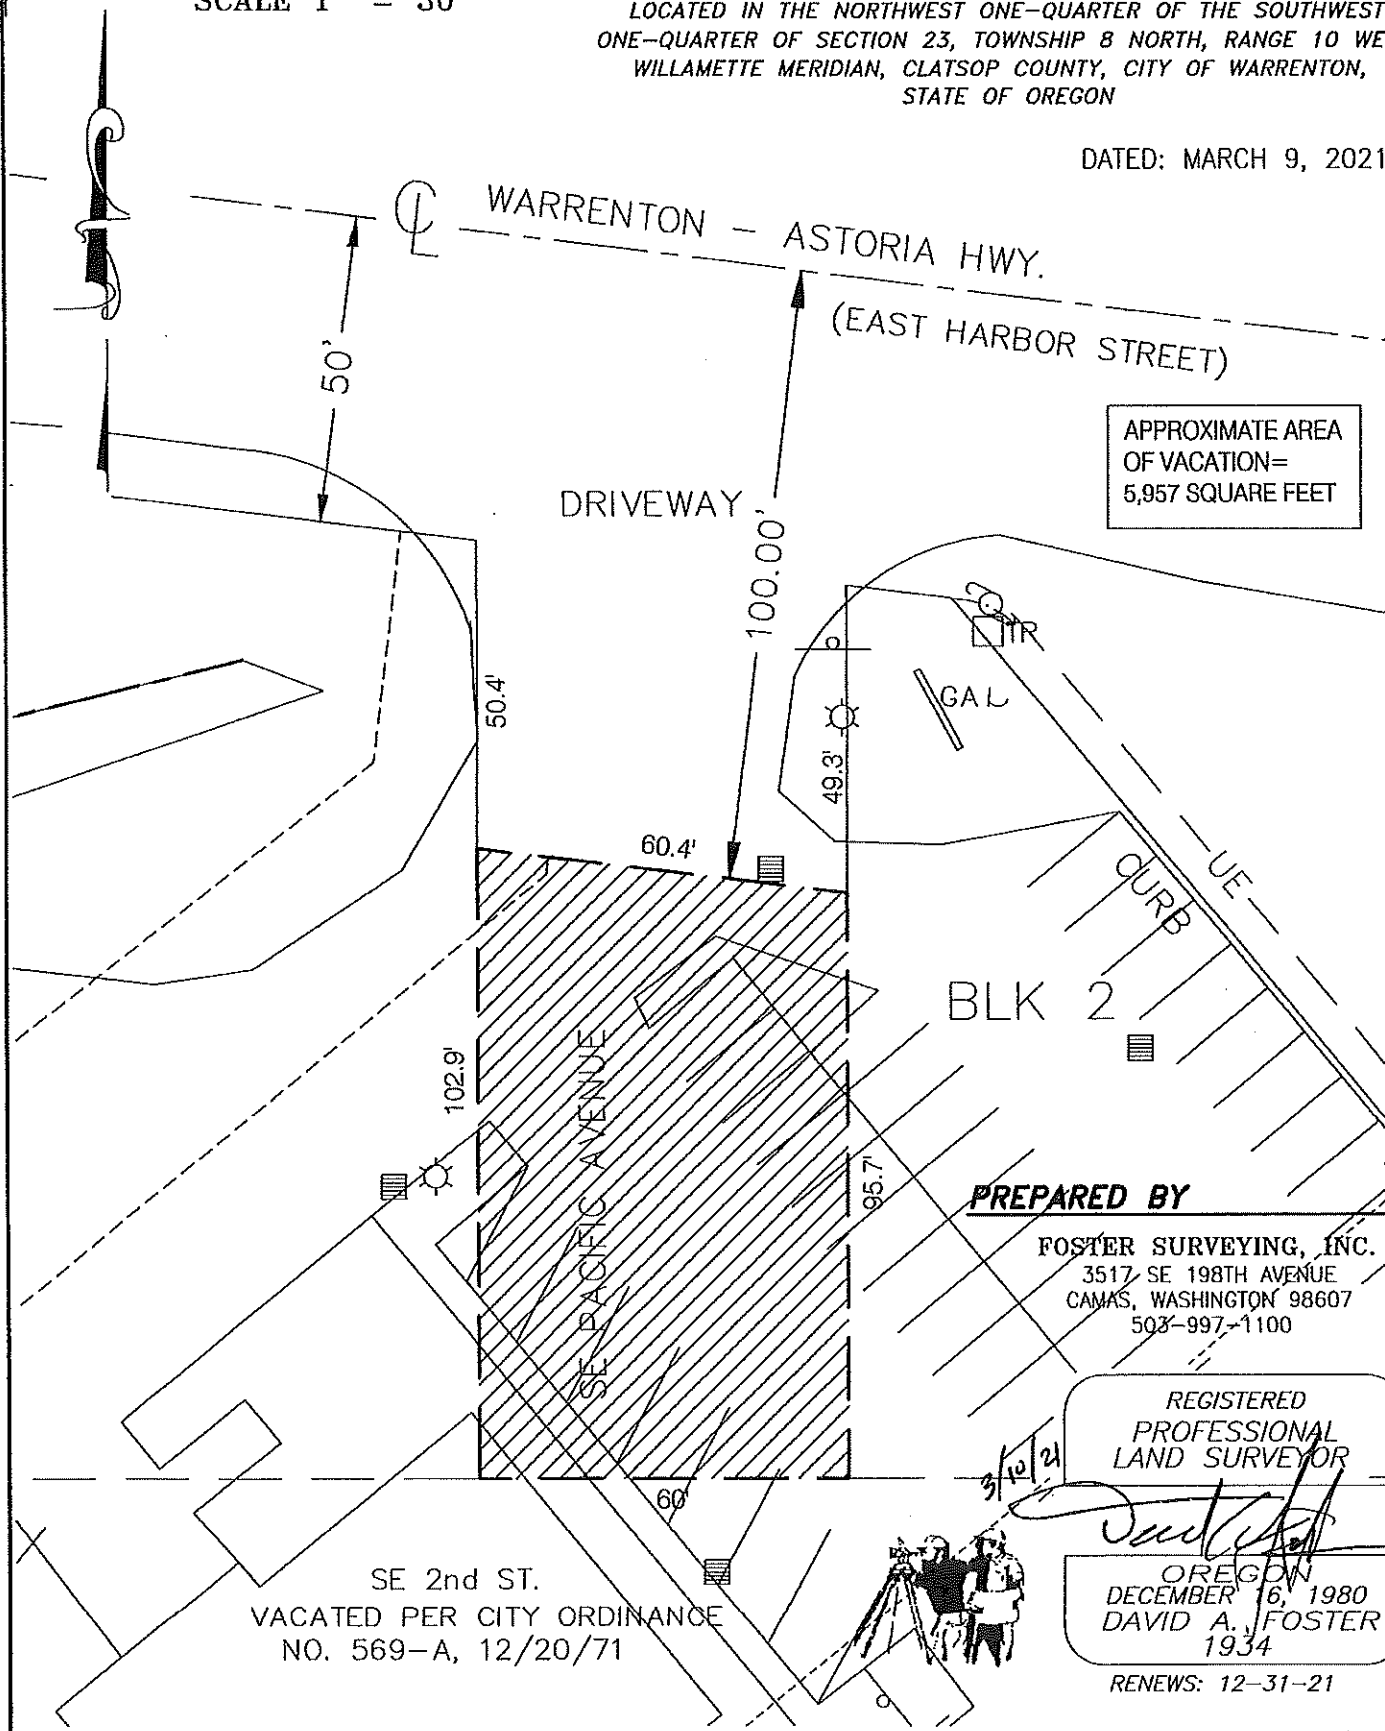 SCALE 1" = 30'
LOCATED IN THE NORTHWEST ONE-QUARTER OF THE SOUTHWEST
ONE-QUARTER OF SECTION 23, TOWNSHIP 8 NORTH, RANGE 10 WE
WILLAMETTE MERIDIAN, CLATSOP COUNTY, CITY OF WARRENTON,
STATE OF OREGON
DATED: MARCH 9, 2021
CL WARRENTON - ASTORIA HWY.
(EAST HARBOR STREET)
50'
100.00'
APPROXIMATE AREA
OF VACATION=
5,957 SQUARE FEET
DRIVEWAY
TR
GAL
50.4'
49.3'
60.4'
UE
CURB
BLK 2
SE PACIFIC AVENUE
102.9'
95.7'
PREPARED BY
FOSTER SURVEYING, INC.
3517 SE 198TH AVENUE
CAMAS, WASHINGTON 98607
503-997-1100
REGISTERED
PROFESSIONAL
LAND SURVEYOR
3/10/21
60'
OREGON
DECEMBER 16, 1980
DAVID A. FOSTER
1934
RENEWS: 12-31-21
SE 2nd ST.
VACATED PER CITY ORDINANCE
NO. 569-A, 12/20/71